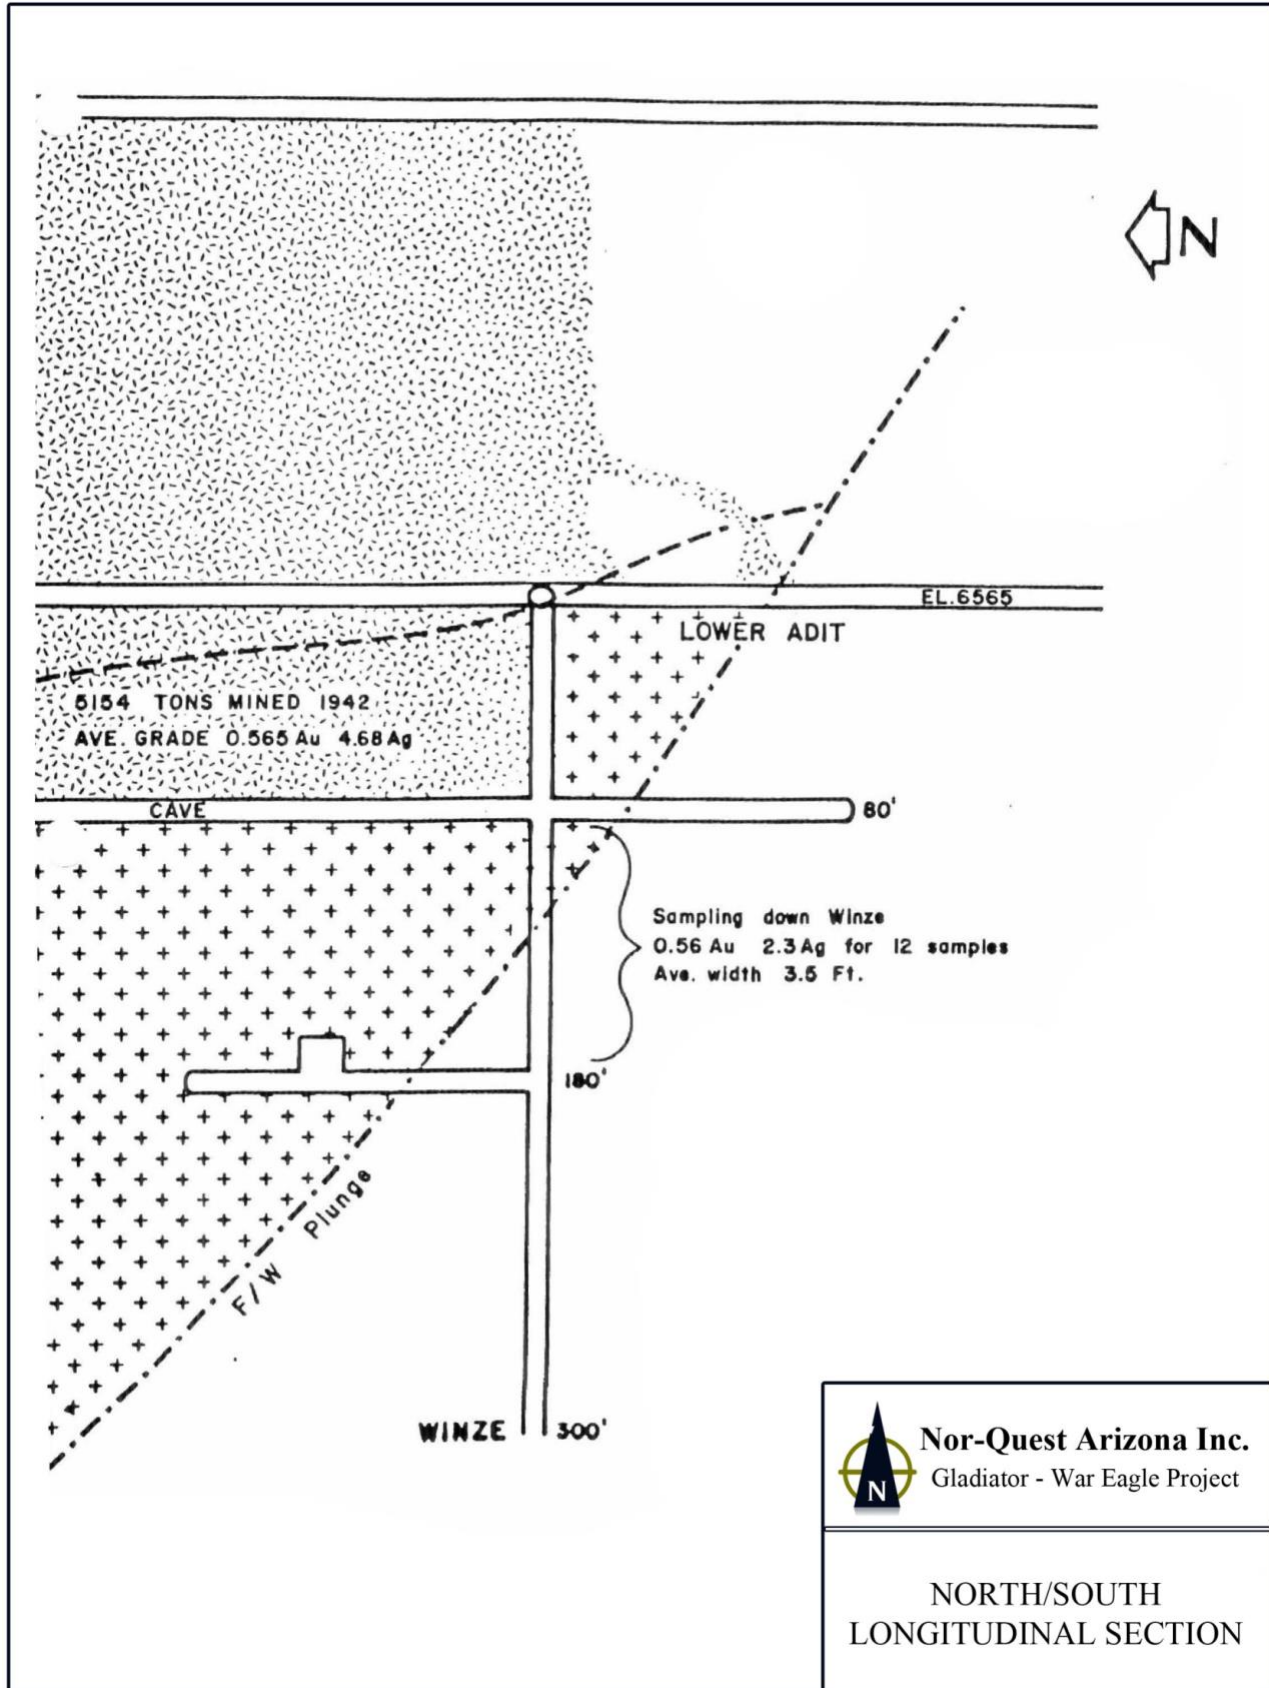 N
EL.6565
LOWER ADIT
5154 TONS MINED 1942
AVE. GRADE 0.565 Au 4.68 Ag
CAVE
80'
Sampling down Winze
0.56 Au 2.3 Ag for 12 samples
Ave. width 3.5 Ft.
180'
F/W Plunge
WINZE 300'
N
Nor-Quest Arizona Inc.
Gladiator - War Eagle Project
NORTH/SOUTH
LONGITUDINAL SECTION